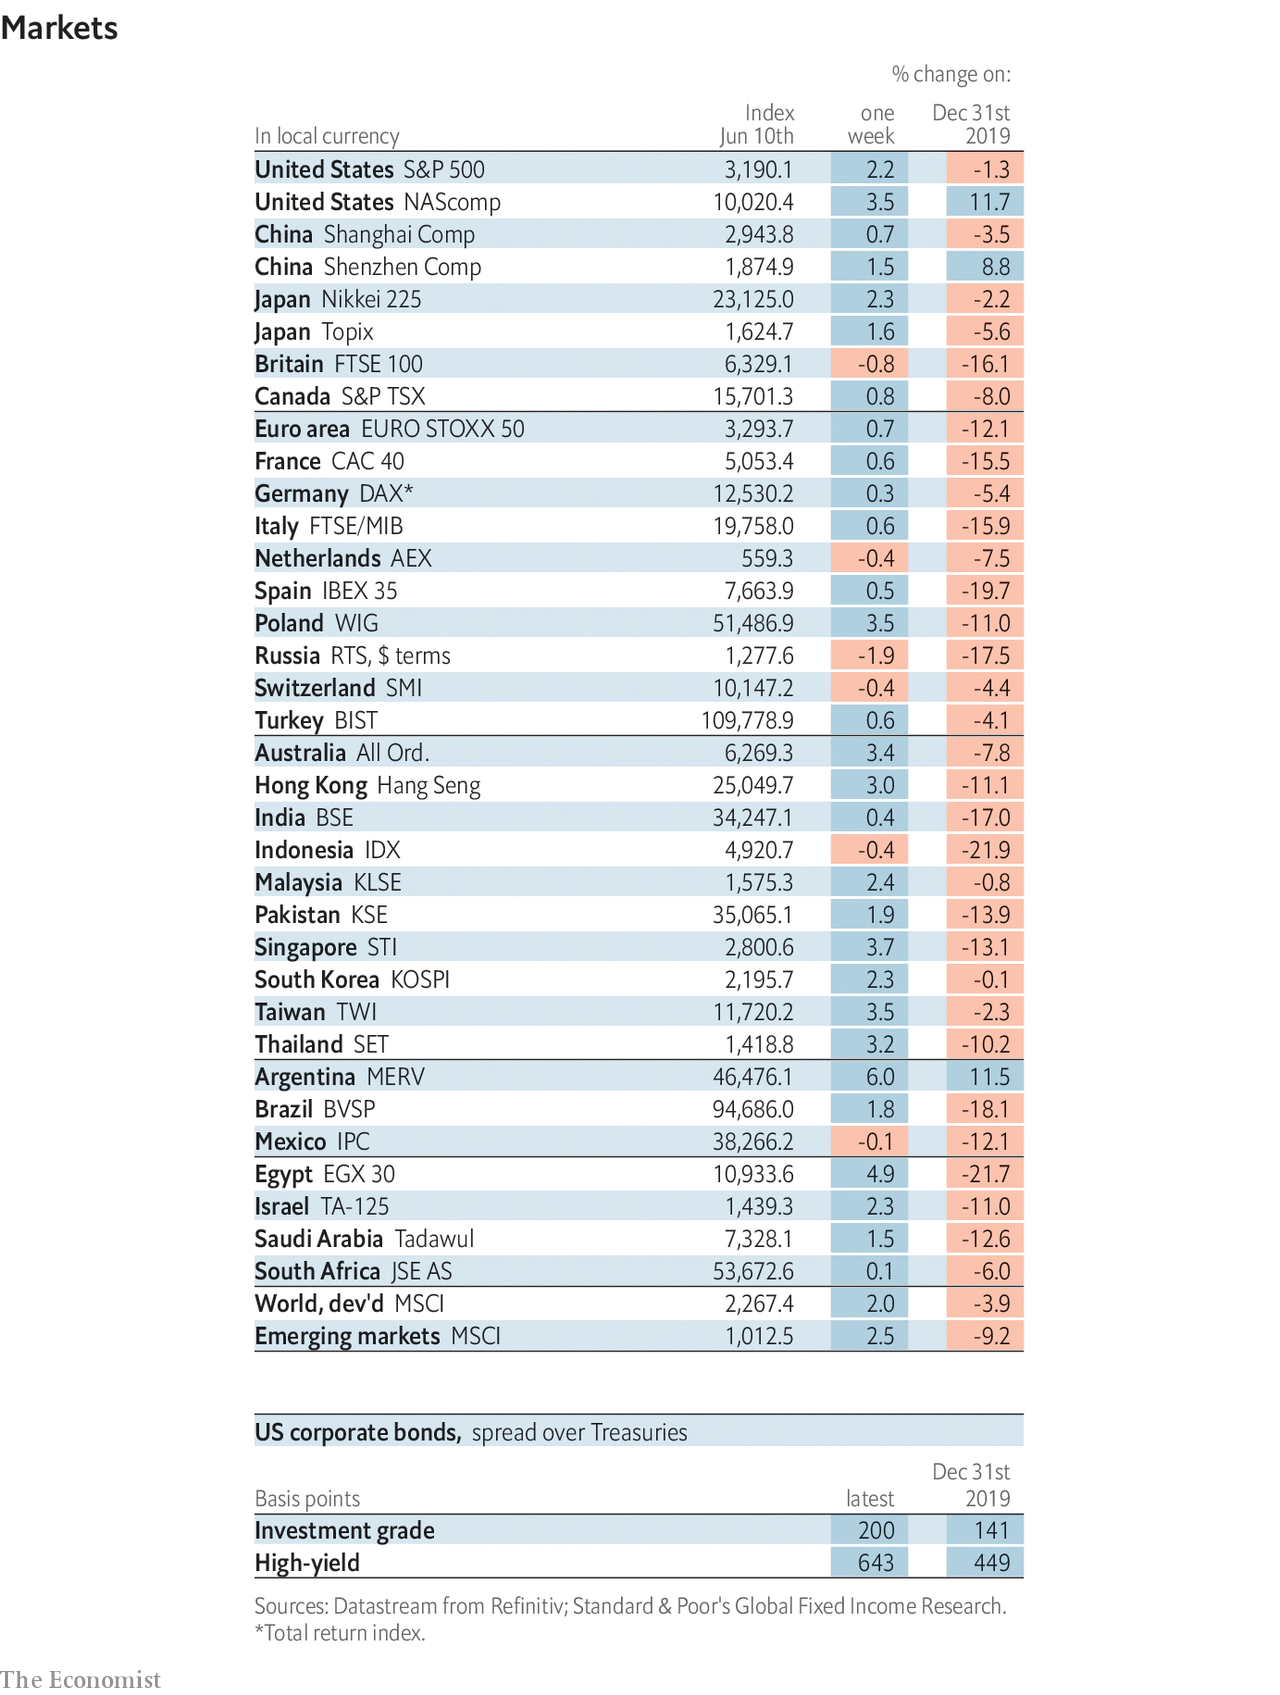 Markets
% change on:
Index one Dec 31st
In local currency Jun 10th week 2019
United States S&P 500 3,190.1 2.2 -1.3
United States NAScomp 10,020.4 3.5 11.7
China Shanghai Comp 2,943.8 0.7 -3.5
China Shenzhen Comp 1,874.9 1.5 8.8
Japan Nikkei 225 23,125.0 2.3 -2.2
Japan Topix 1,624.7 1.6 -5.6
Britain FTSE 100 6,329.1 -0.8 -16.1
Canada S&P TSX 15,701.3 0.8 -8.0
Euro area EURO STOXX 50 3,293.7 0.7 -12.1
France CAC 40 5,053.4 0.6 -15.5
Germany DAX* 12,530.2 0.3 -5.4
Italy FTSE/MIB 19,758.0 0.6 -15.9
Netherlands AEX 559.3 -0.4 -7.5
Spain IBEX 35 7,663.9 0.5 -19.7
Poland WIG 51,486.9 3.5 -11.0
Russia RTS, $ terms 1,277.6 -1.9 -17.5
Switzerland SMI 10,147.2 -0.4 -4.4
Turkey BIST 109,778.9 0.6 -4.1
Australia All Ord. 6,269.3 3.4 -7.8
Hong Kong Hang Seng 25,049.7 3.0 -11.1
India BSE 34,247.1 0.4 -17.0
Indonesia IDX 4,920.7 -0.4 -21.9
Malaysia KLSE 1,575.3 2.4 -0.8
Pakistan KSE 35,065.1 1.9 -13.9
Singapore STI 2,800.6 3.7 -13.1
South Korea KOSPI 2,195.7 2.3 -0.1
Taiwan TWI 11,720.2 3.5 -2.3
Thailand SET 1,418.8 3.2 -10.2
Argentina MERV 46,476.1 6.0 11.5
Brazil BVSP 94,686.0 1.8 -18.1
Mexico IPC 38,266.2 -0.1 -12.1
Egypt EGX 30 10,933.6 4.9 -21.7
Israel TA-125 1,439.3 2.3 -11.0
Saudi Arabia Tadawul 7,328.1 1.5 -12.6
South Africa JSE AS 53,672.6 0.1 -6.0
World, dev'd MSCI 2,267.4 2.0 -3.9
Emerging markets MSCI 1,012.5 2.5 -9.2
US corporate bonds, spread over Treasuries
Dec 31st
Basis points latest 2019
Investment grade 200 141
High-yield 643 449
Sources: Datastream from Refinitiv; Standard & Poor's Global Fixed Income Research.
*Total return index.
The Economist